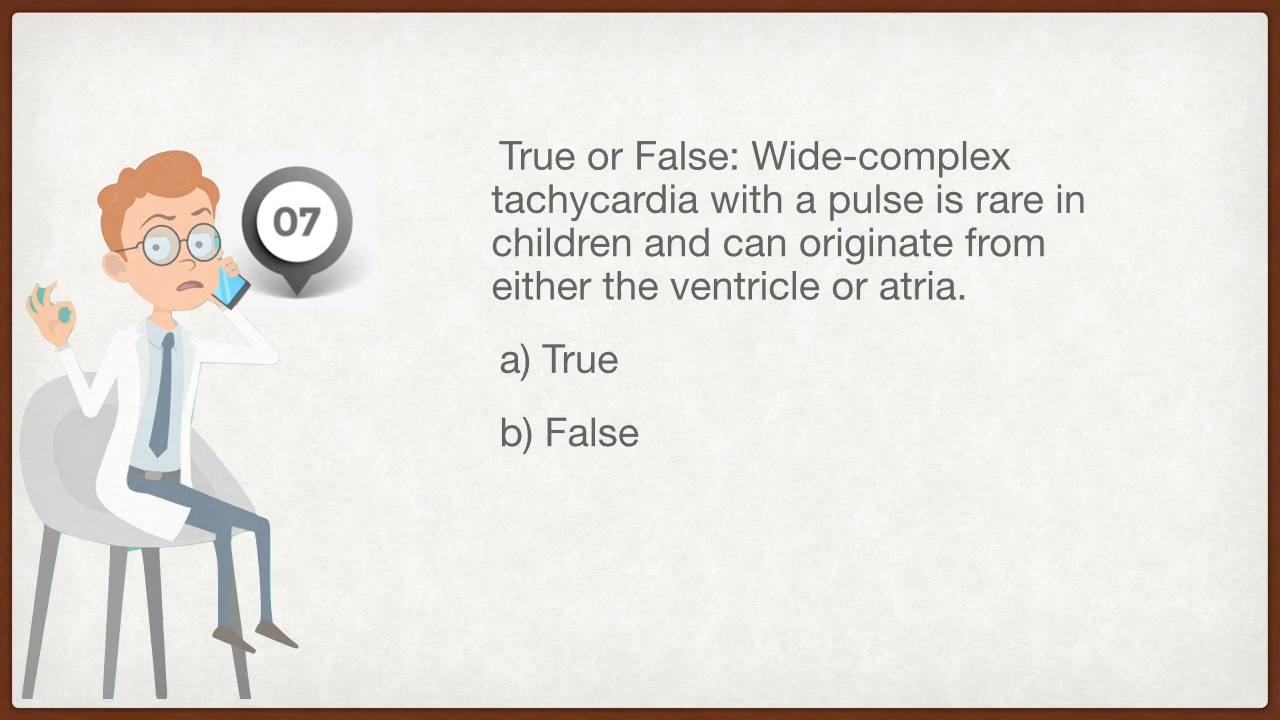 07
True or False: Wide-complex
tachycardia with a pulse is rare in
children and can originate from
either the ventricle or atria.
a) True
b) False